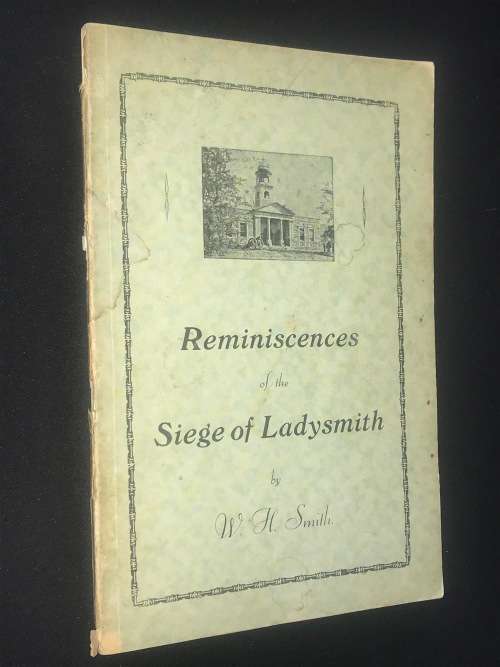 Reminiscences
of the
Siege of Ladysmith
by
W. H. Smith.